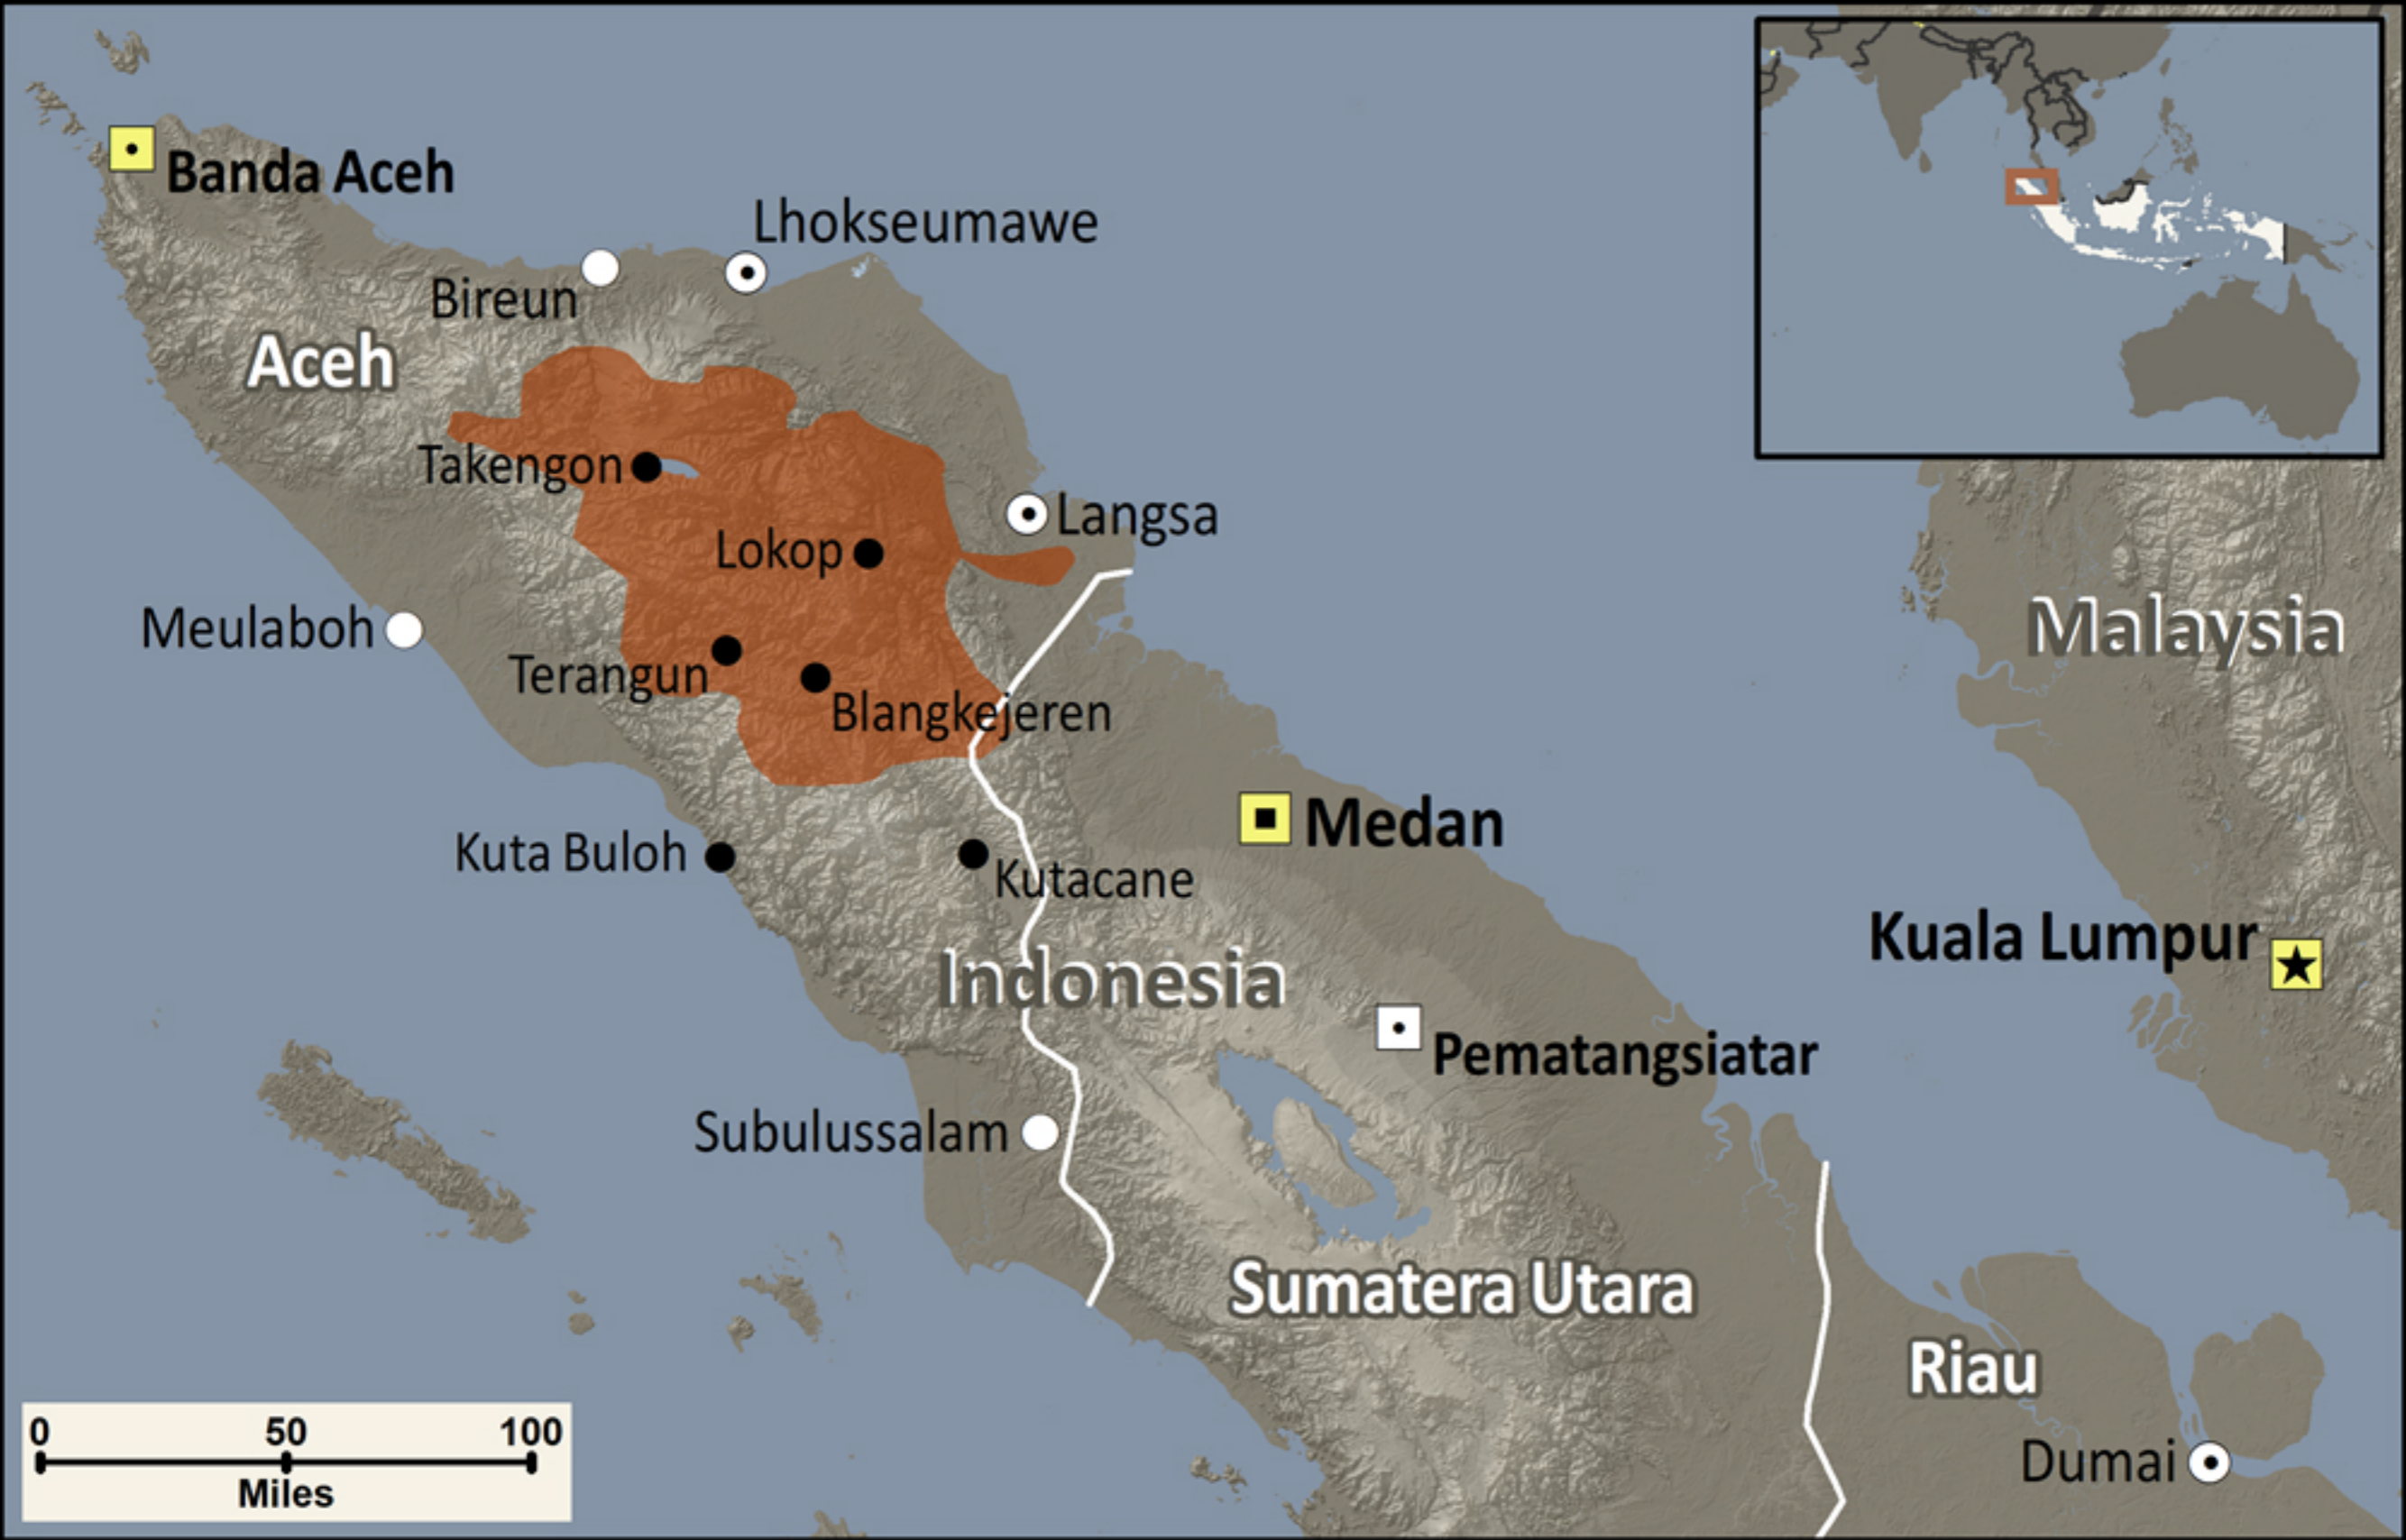 Banda Aceh
Lhokseumawe
Bireun
Aceh
Takengon
Langsa
Lokop
Meulaboh
Terangun
Blangkejeren
Malaysia
Medan
Kuta Buloh
Kutacane
Kuala Lumpur
Indonesia
Pematangsiatar
Subulussalam
Sumatera Utara
Riau
Dumai
0 50 100
Miles